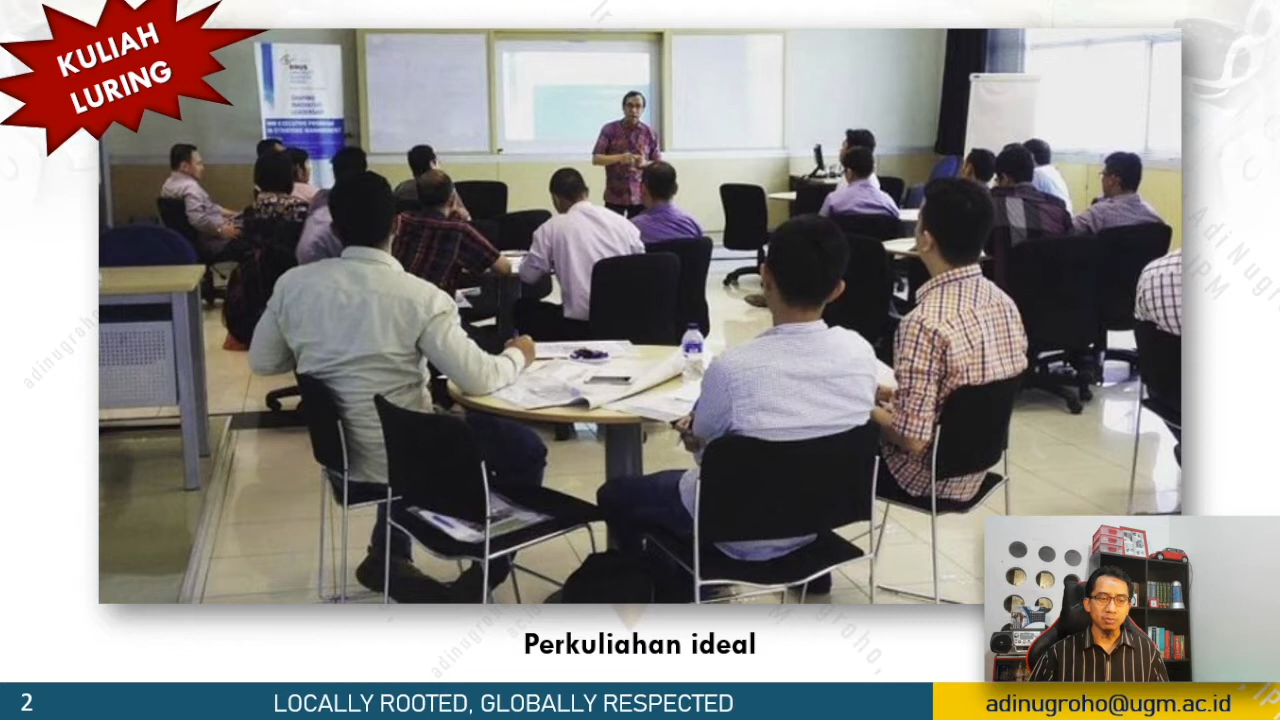 KULIAH
LURING
Perkuliahan ideal
2
LOCALLY ROOTED, GLOBALLY RESPECTED
adinugroho@ugm.ac.id